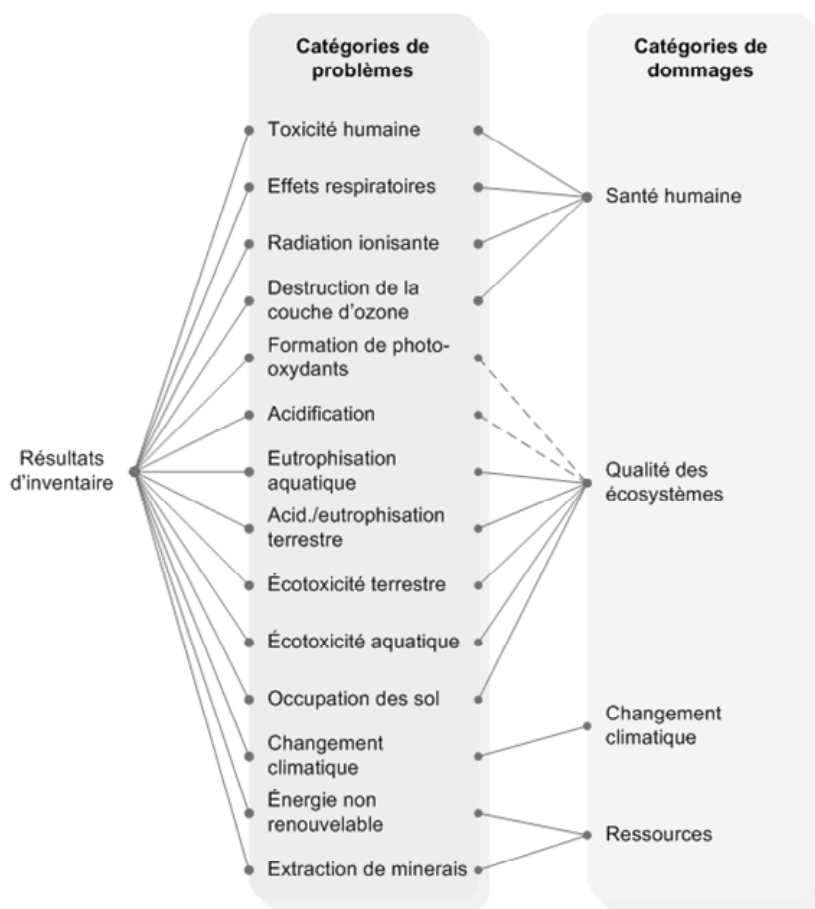 Catégories de
problèmes
Catégories de
dommages
Toxicité humaine
Effets respiratoires
Santé humaine
Radiation ionisante
Destruction de la
couche d'ozone
Formation de photo-
oxydants
Acidification
Résultats
d'inventaire
Eutrophisation
aquatique
Qualité des
écosystèmes
Acid./eutrophisation
terrestre
Écotoxicité terrestre
Écotoxicité aquatique
Occupation des sol
Changement
climatique
Changement
climatique
Énergie non
renouvelable
Ressources
Extraction de minerais